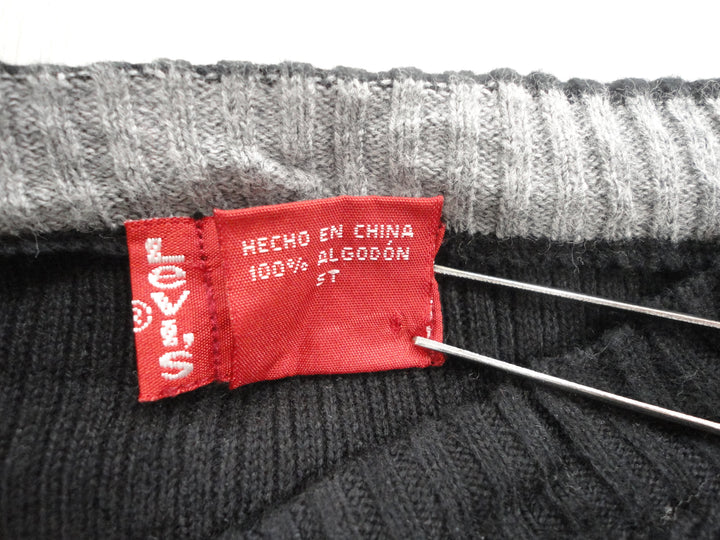 Levi's®
HECHO EN CHINA
100% ALGODÓN
ST